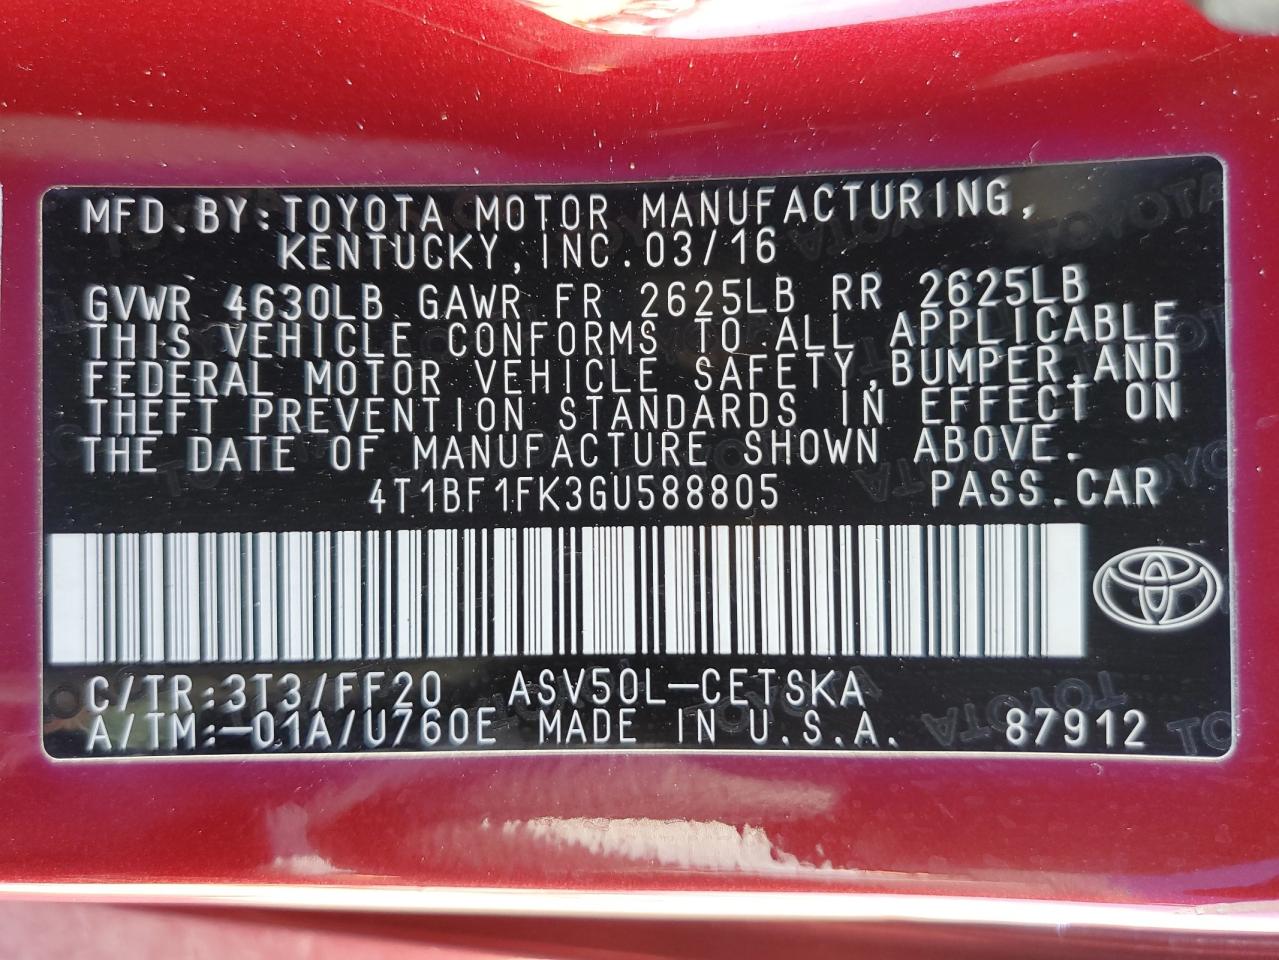 MFD.BY:TOYOTA MOTOR MANUFACTURING,
KENTUCKY,INC.03/16
GVWR 4630LB GAWR FR 2625LB RR 2625LB
THIS VEHICLE CONFORMS TO ALL APPLICABLE
FEDERAL MOTOR VEHICLE SAFETY,BUMPER,AND
THEFT PREVENTION STANDARDS IN EFFECT ON
THE DATE OF MANUFACTURE SHOWN ABOVE.
4T1BF1FK3GU588805 PASS.CAR
C/TR:3T3/FF20 ASV50L-CETSKA
A/TM:-01A/U760E MADE IN U.S.A. 87912